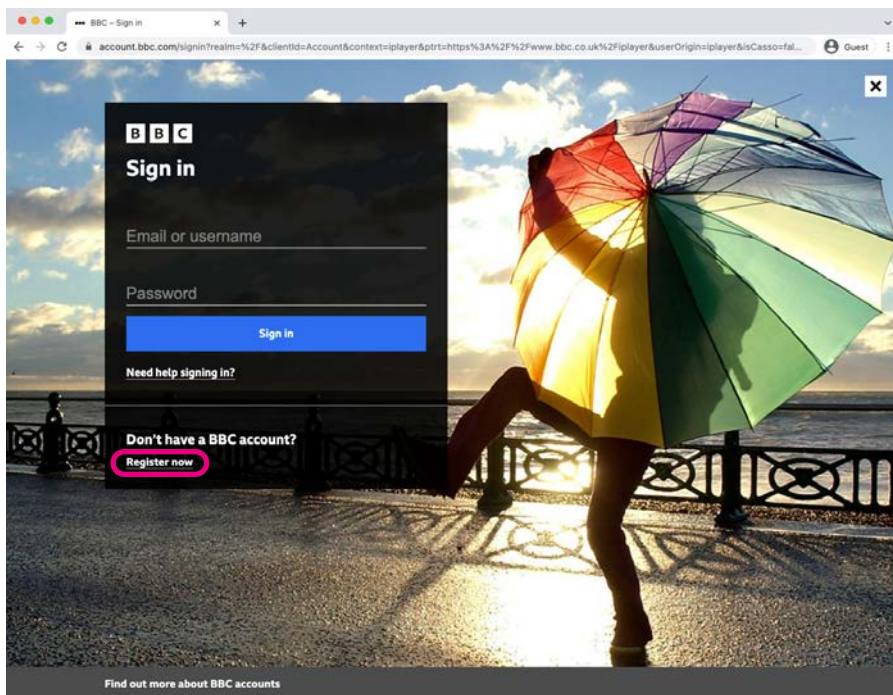 BBC – Sign in
account.bbc.com/signin?realm=%2F&clientId=Account&context=iplayer&ptrt=https%3A%2F%2Fwww.bbc.co.uk%2Fiplayer&userOrigin=iplayer&isCasso=fal...
Guest
BBC
Sign in
Email or username
Password
Sign in
Need help signing in?
Don't have a BBC account?
Register now
Find out more about BBC accounts